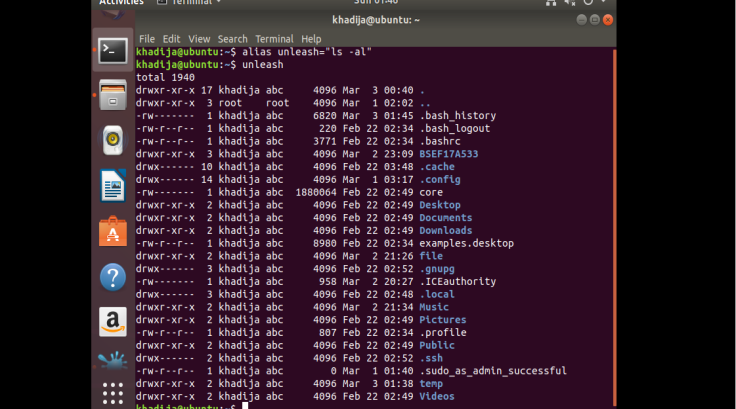 Activities Terminal Sun 01:46
khadija@ubuntu: ~
File Edit View Search Terminal Help
khadija@ubuntu:~$ alias unleash="ls -al"
khadija@ubuntu:~$ unleash
total 1940
drwxr-xr-x 17 khadija abc 4096 Mar 3 00:40 .
drwxr-xr-x 3 root root 4096 Mar 1 02:02 ..
-rw------- 1 khadija abc 6820 Mar 3 01:45 .bash_history
-rw-r--r-- 1 khadija abc 220 Feb 22 02:34 .bash_logout
-rw-r--r-- 1 khadija abc 3771 Feb 22 02:34 .bashrc
drwxr-xr-x 3 khadija abc 4096 Mar 2 23:09 BSEF17A533
drwx------ 10 khadija abc 4096 Feb 22 03:48 .cache
drwx------ 14 khadija abc 4096 Mar 1 03:17 .config
-rw------- 1 khadija abc 1880064 Feb 22 02:49 core
drwxr-xr-x 2 khadija abc 4096 Feb 22 02:49 Desktop
drwxr-xr-x 2 khadija abc 4096 Feb 22 02:49 Documents
drwxr-xr-x 2 khadija abc 4096 Feb 22 02:49 Downloads
-rw-r--r-- 1 khadija abc 8980 Feb 22 02:34 examples.desktop
drwxr-xr-x 2 khadija abc 4096 Mar 2 21:26 file
drwx------ 3 khadija abc 4096 Feb 22 02:52 .gnupg
-rw------- 1 khadija abc 958 Mar 2 20:27 .ICEauthority
drwx------ 3 khadija abc 4096 Feb 22 02:48 .local
drwxr-xr-x 2 khadija abc 4096 Mar 2 21:34 Music
drwxr-xr-x 2 khadija abc 4096 Feb 22 02:49 Pictures
-rw-r--r-- 1 khadija abc 807 Feb 22 02:34 .profile
drwxr-xr-x 2 khadija abc 4096 Feb 22 02:49 Public
drwx------ 2 khadija abc 4096 Feb 22 02:52 .ssh
-rw-r--r-- 1 khadija abc 0 Mar 1 01:40 .sudo_as_admin_successful
drwxr-xr-x 2 khadija abc 4096 Mar 3 01:38 temp
drwxr-xr-x 2 khadija abc 4096 Feb 22 02:49 Videos
khadija@ubuntu:~$